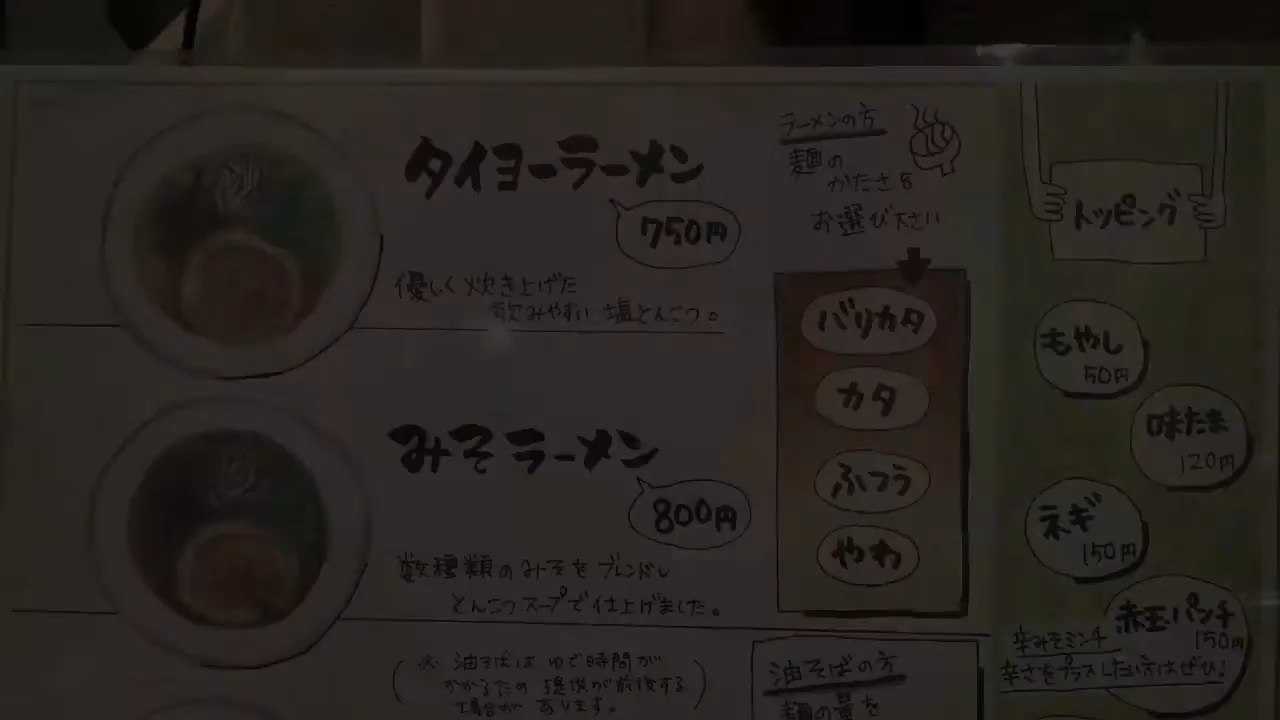 タイヨーラーメン
750円
優しく炊き上げた
飲みやすい 塩とんこつ。
みそラーメン
800円
数種類のみそをブレンドし
とんこつスープで仕上げました。
(※ 油そばは ゆで時間が
かかるため 提供が前後する
場合が あります。)
ラーメンの方
麺の
かたさを
お選び下さい
バリカタ
カタ
ふつう
やわ
油そばの方
麺の量を
トッピング
もやし
50円
味たま
120円
ネギ
150円
赤玉パンチ
150円
辛みそミンチ
辛さをプラスしたい方はぜひ!